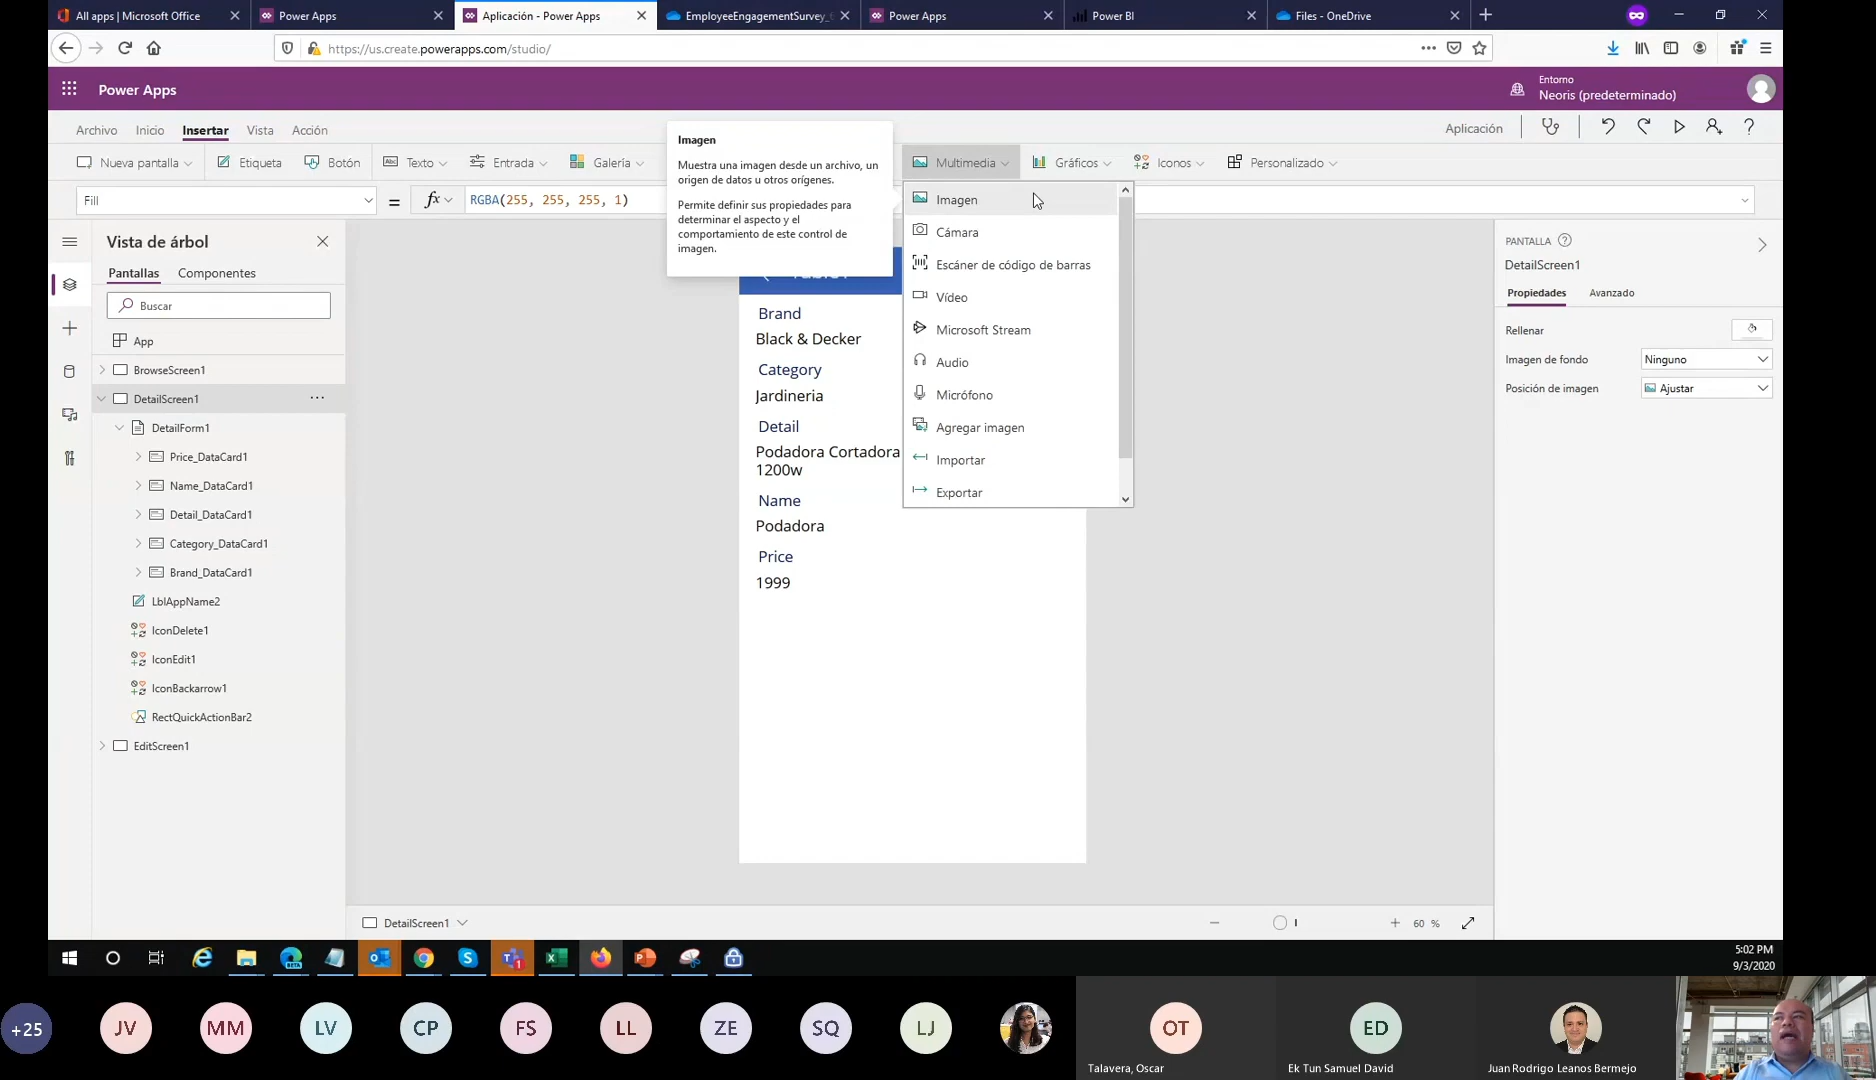 All apps | Microsoft Office
Power Apps
Aplicación - Power Apps
EmployeeEngagementSurvey_
Power Apps
Power BI
Files - OneDrive
https://us.create.powerapps.com/studio/
Power Apps
Entorno
Neoris (predeterminado)
Archivo
Inicio
Insertar
Vista
Acción
Aplicación
Nueva pantalla
Etiqueta
Botón
Texto
Entrada
Galería
Multimedia
Gráficos
Iconos
Personalizado
Fill
=
fx
RGBA(255, 255, 255, 1)
Imagen
Muestra una imagen desde un archivo, un
origen de datos u otros orígenes.
Permite definir sus propiedades para
determinar el aspecto y el
comportamiento de este control de
imagen.
Imagen
Cámara
Escáner de código de barras
Vídeo
Microsoft Stream
Audio
Micrófono
Agregar imagen
Importar
Exportar
Vista de árbol
Pantallas
Componentes
Buscar
App
BrowseScreen1
DetailScreen1
DetailForm1
Price_DataCard1
Name_DataCard1
Detail_DataCard1
Category_DataCard1
Brand_DataCard1
LblAppName2
IconDelete1
IconEdit1
IconBackarrow1
RectQuickActionBar2
EditScreen1
Brand
Black & Decker
Category
Jardineria
Detail
Podadora Cortadora
1200w
Name
Podadora
Price
1999
PANTALLA
DetailScreen1
Propiedades
Avanzado
Rellenar
Imagen de fondo
Ninguno
Posición de imagen
Ajustar
DetailScreen1
60 %
5:02 PM
9/3/2020
+25
JV
MM
LV
CP
FS
LL
ZE
SQ
LJ
OT
Talavera, Oscar
ED
Ek Tun Samuel David
Juan Rodrigo Leanos Bermejo